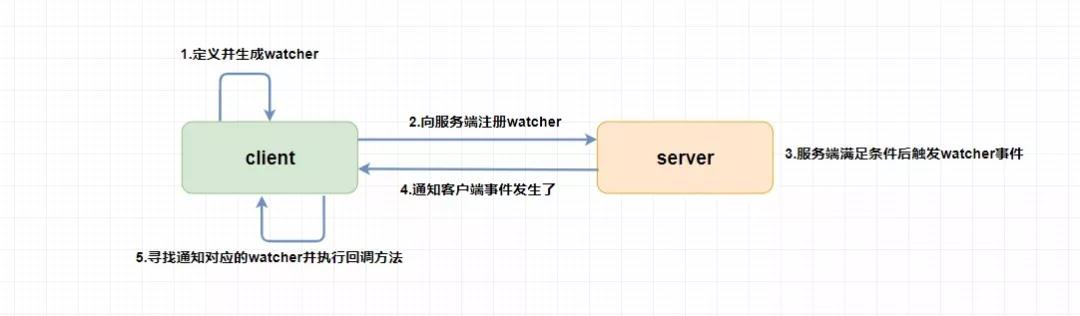 1.定义并生成watcher
2.向服务端注册watcher
client
server
3.服务端满足条件后触发watcher事件
4.通知客户端事件发生了
5.寻找通知对应的watcher并执行回调方法